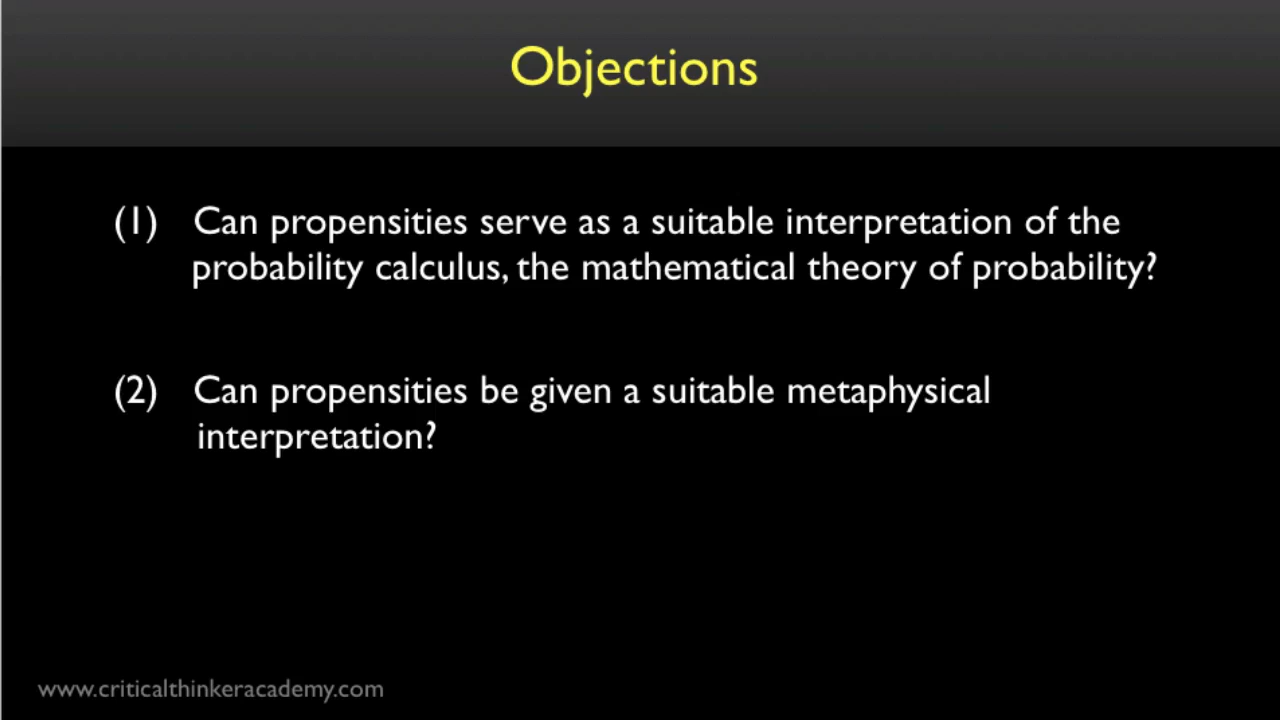 Objections
(1) Can propensities serve as a suitable interpretation of the
probability calculus, the mathematical theory of probability?
(2) Can propensities be given a suitable metaphysical
interpretation?
www.criticalthinkeracademy.com